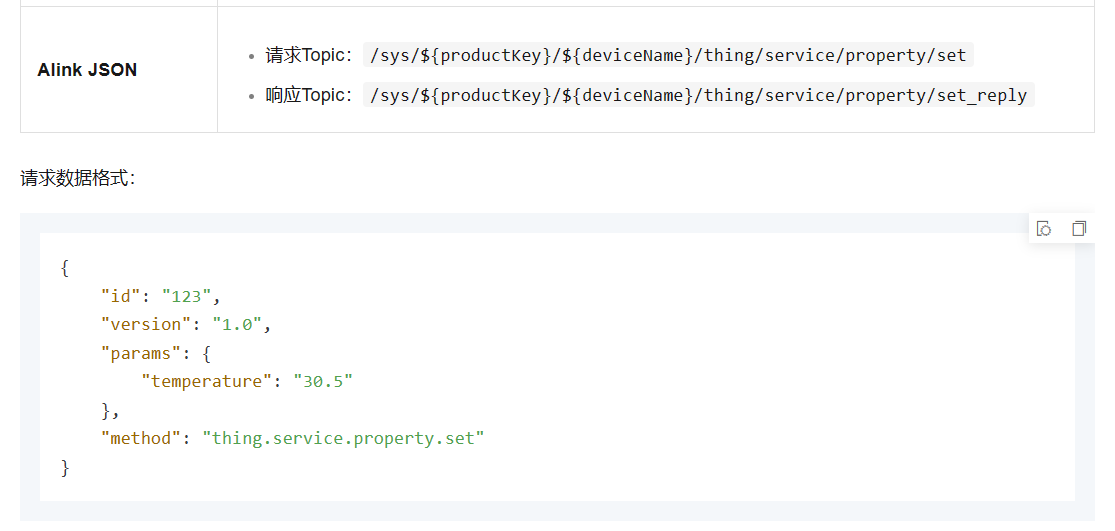 Alink JSON
请求Topic： /sys/${productKey}/${deviceName}/thing/service/property/set
响应Topic： /sys/${productKey}/${deviceName}/thing/service/property/set_reply
请求数据格式：
{
    "id": "123",
    "version": "1.0",
    "params": {
        "temperature": "30.5"
    },
    "method": "thing.service.property.set"
}